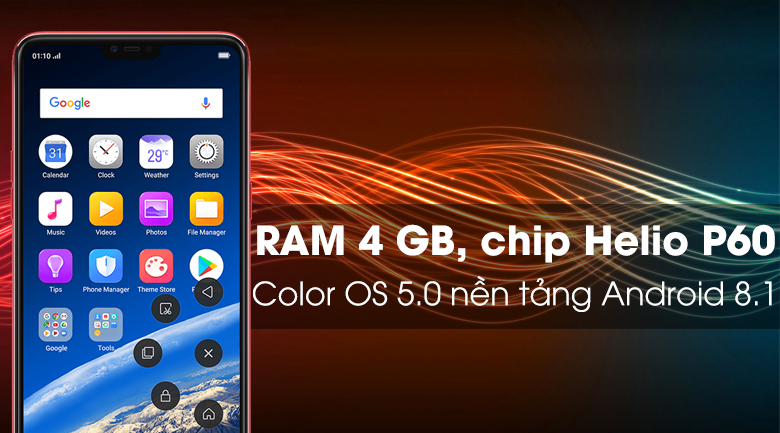 01:10
Google
31
29°C
Calendar
Clock
Weather
Settings
Music
Videos
Photos
File Manager
Tips
Phone Manager
Theme Store
Google
Tools
RAM 4 GB, chip Helio P60
Color OS 5.0 nền tảng Android 8.1